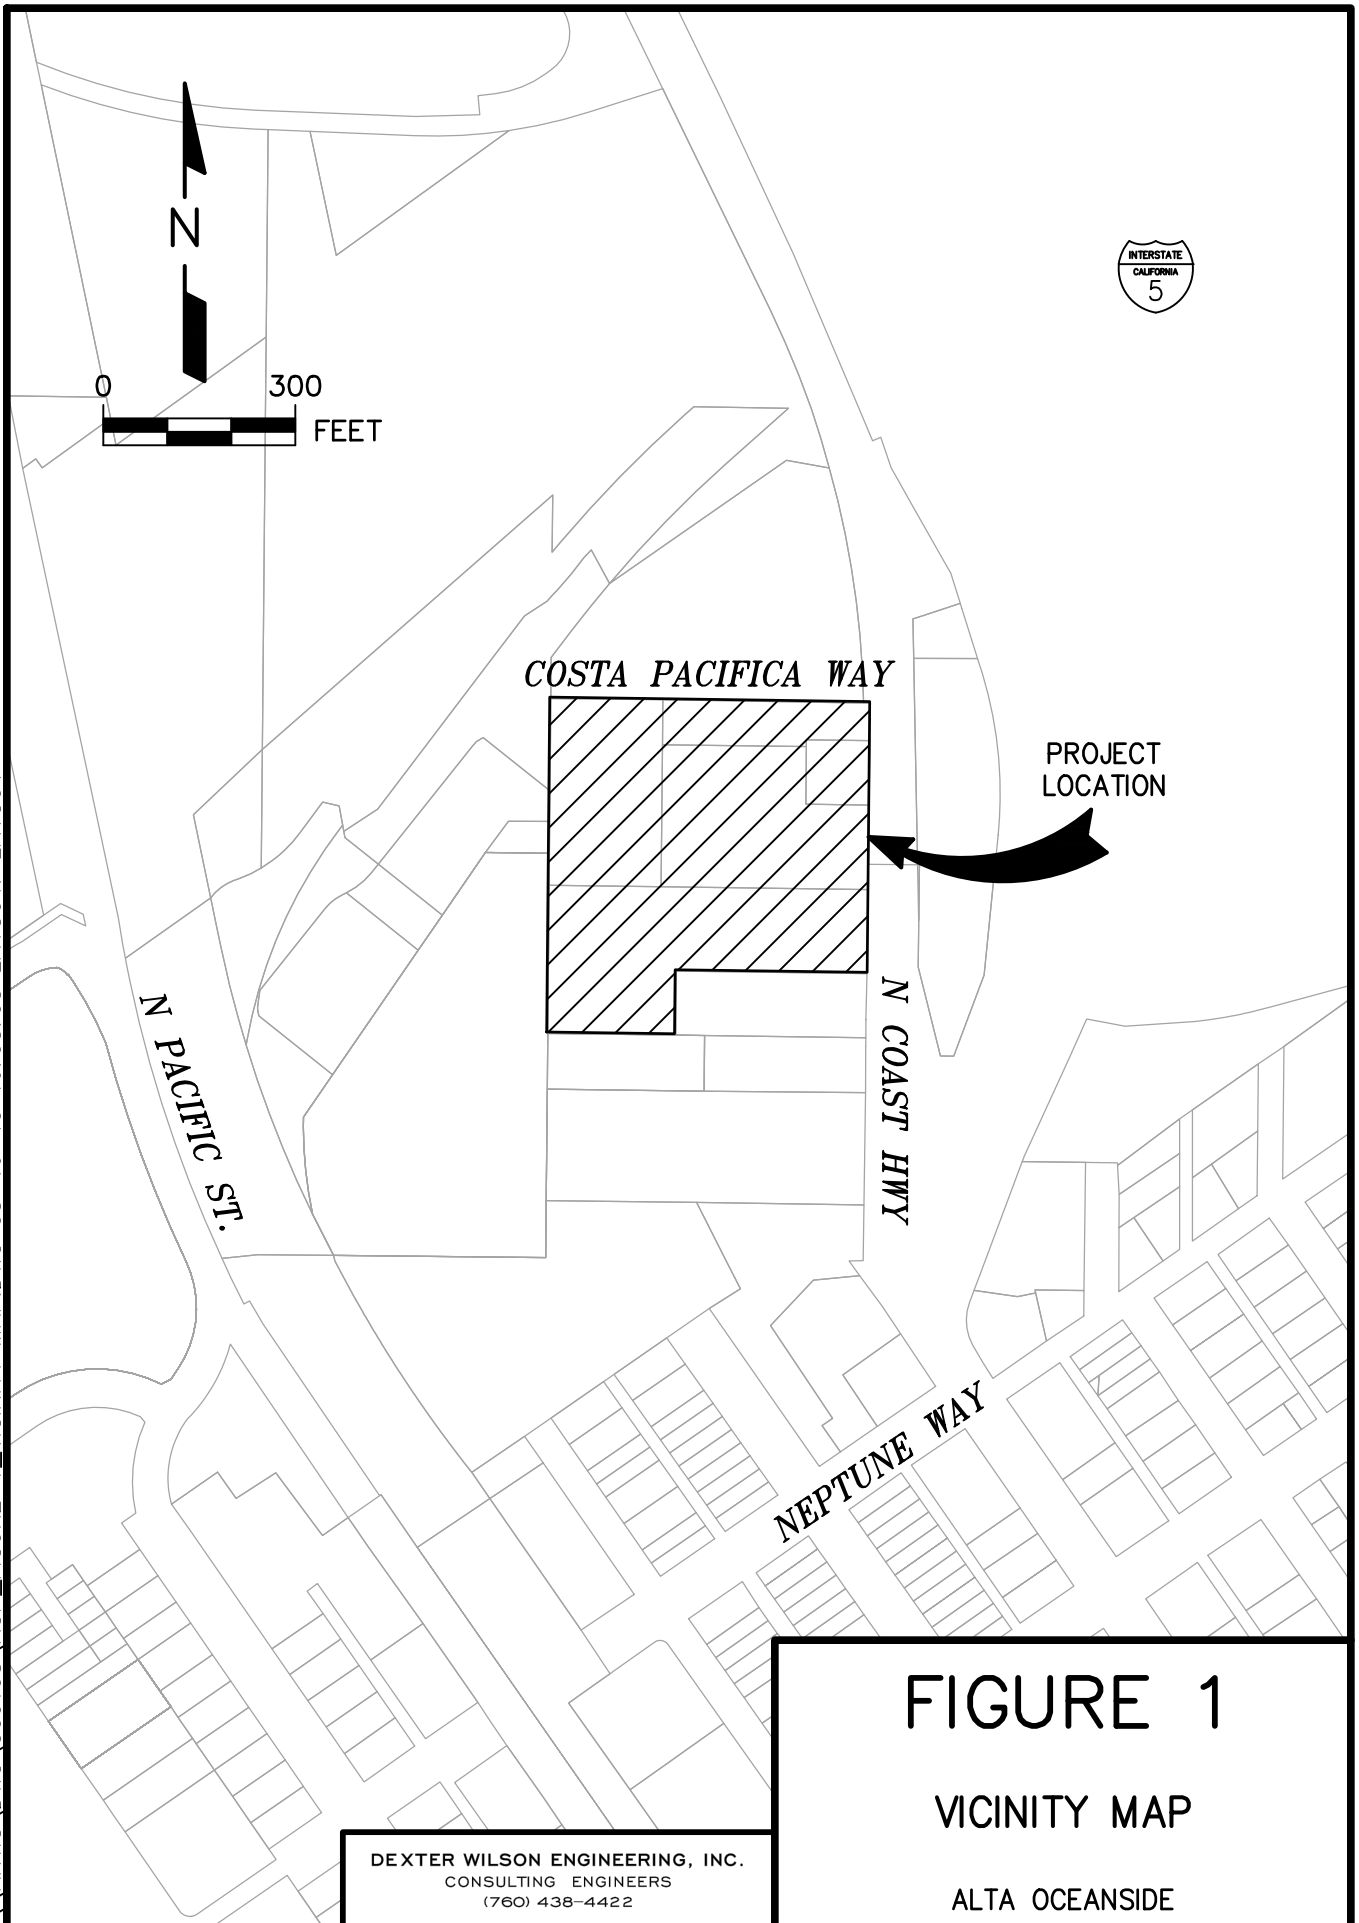 N
0 300
FEET
INTERSTATE
CALIFORNIA
5
COSTA PACIFICA WAY
PROJECT
LOCATION
N PACIFIC ST.
N COAST HWY
NEPTUNE WAY
FIGURE 1
VICINITY MAP
ALTA OCEANSIDE
DEXTER WILSON ENGINEERING, INC.
CONSULTING ENGINEERS
(760) 438-4422